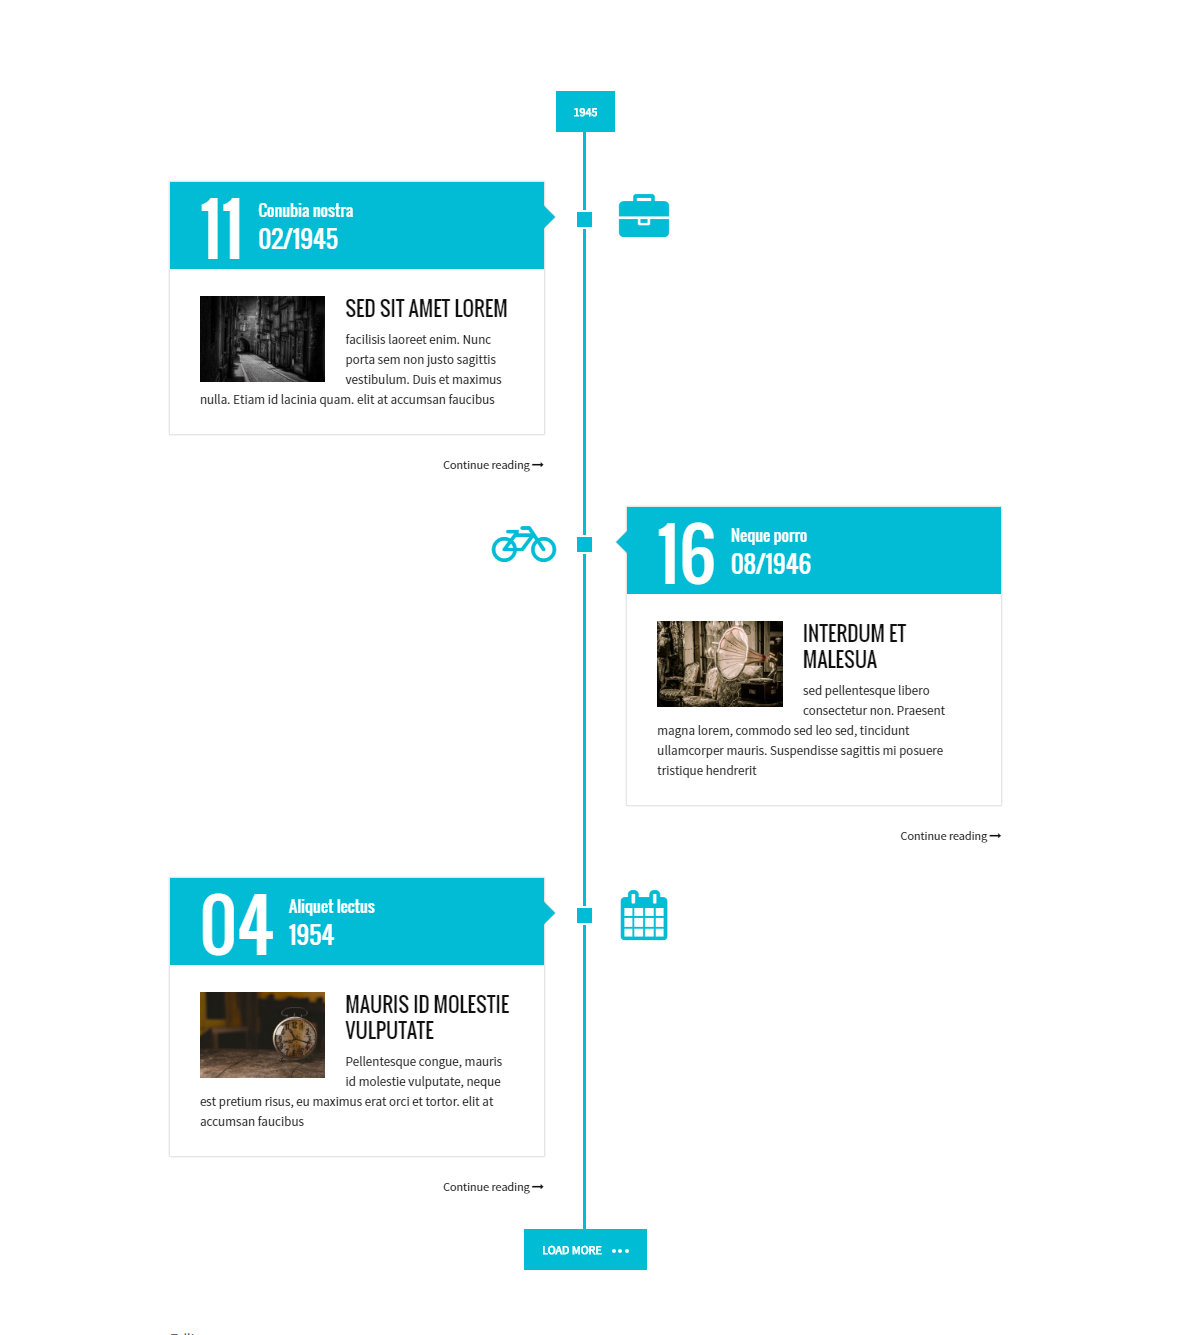 1945
11
Conubia nostra
02/1945
SED SIT AMET LOREM
facilisis laoreet enim. Nunc
porta sem non justo sagittis
vestibulum. Duis et maximus
nulla. Etiam id lacinia quam. elit at accumsan faucibus
Continue reading
16
Neque porro
08/1946
INTERDUM ET
MALESUA
sed pellentesque libero
consectetur non. Praesent
magna lorem, commodo sed leo sed, tincidunt
ullamcorper mauris. Suspendisse sagittis mi posuere
tristique hendrerit
Continue reading
04
Aliquet lectus
1954
MAURIS ID MOLESTIE
VULPUTATE
Pellentesque congue, mauris
id molestie vulputate, neque
est pretium risus, eu maximus erat orci et tortor. elit at
accumsan faucibus
Continue reading
LOAD MORE